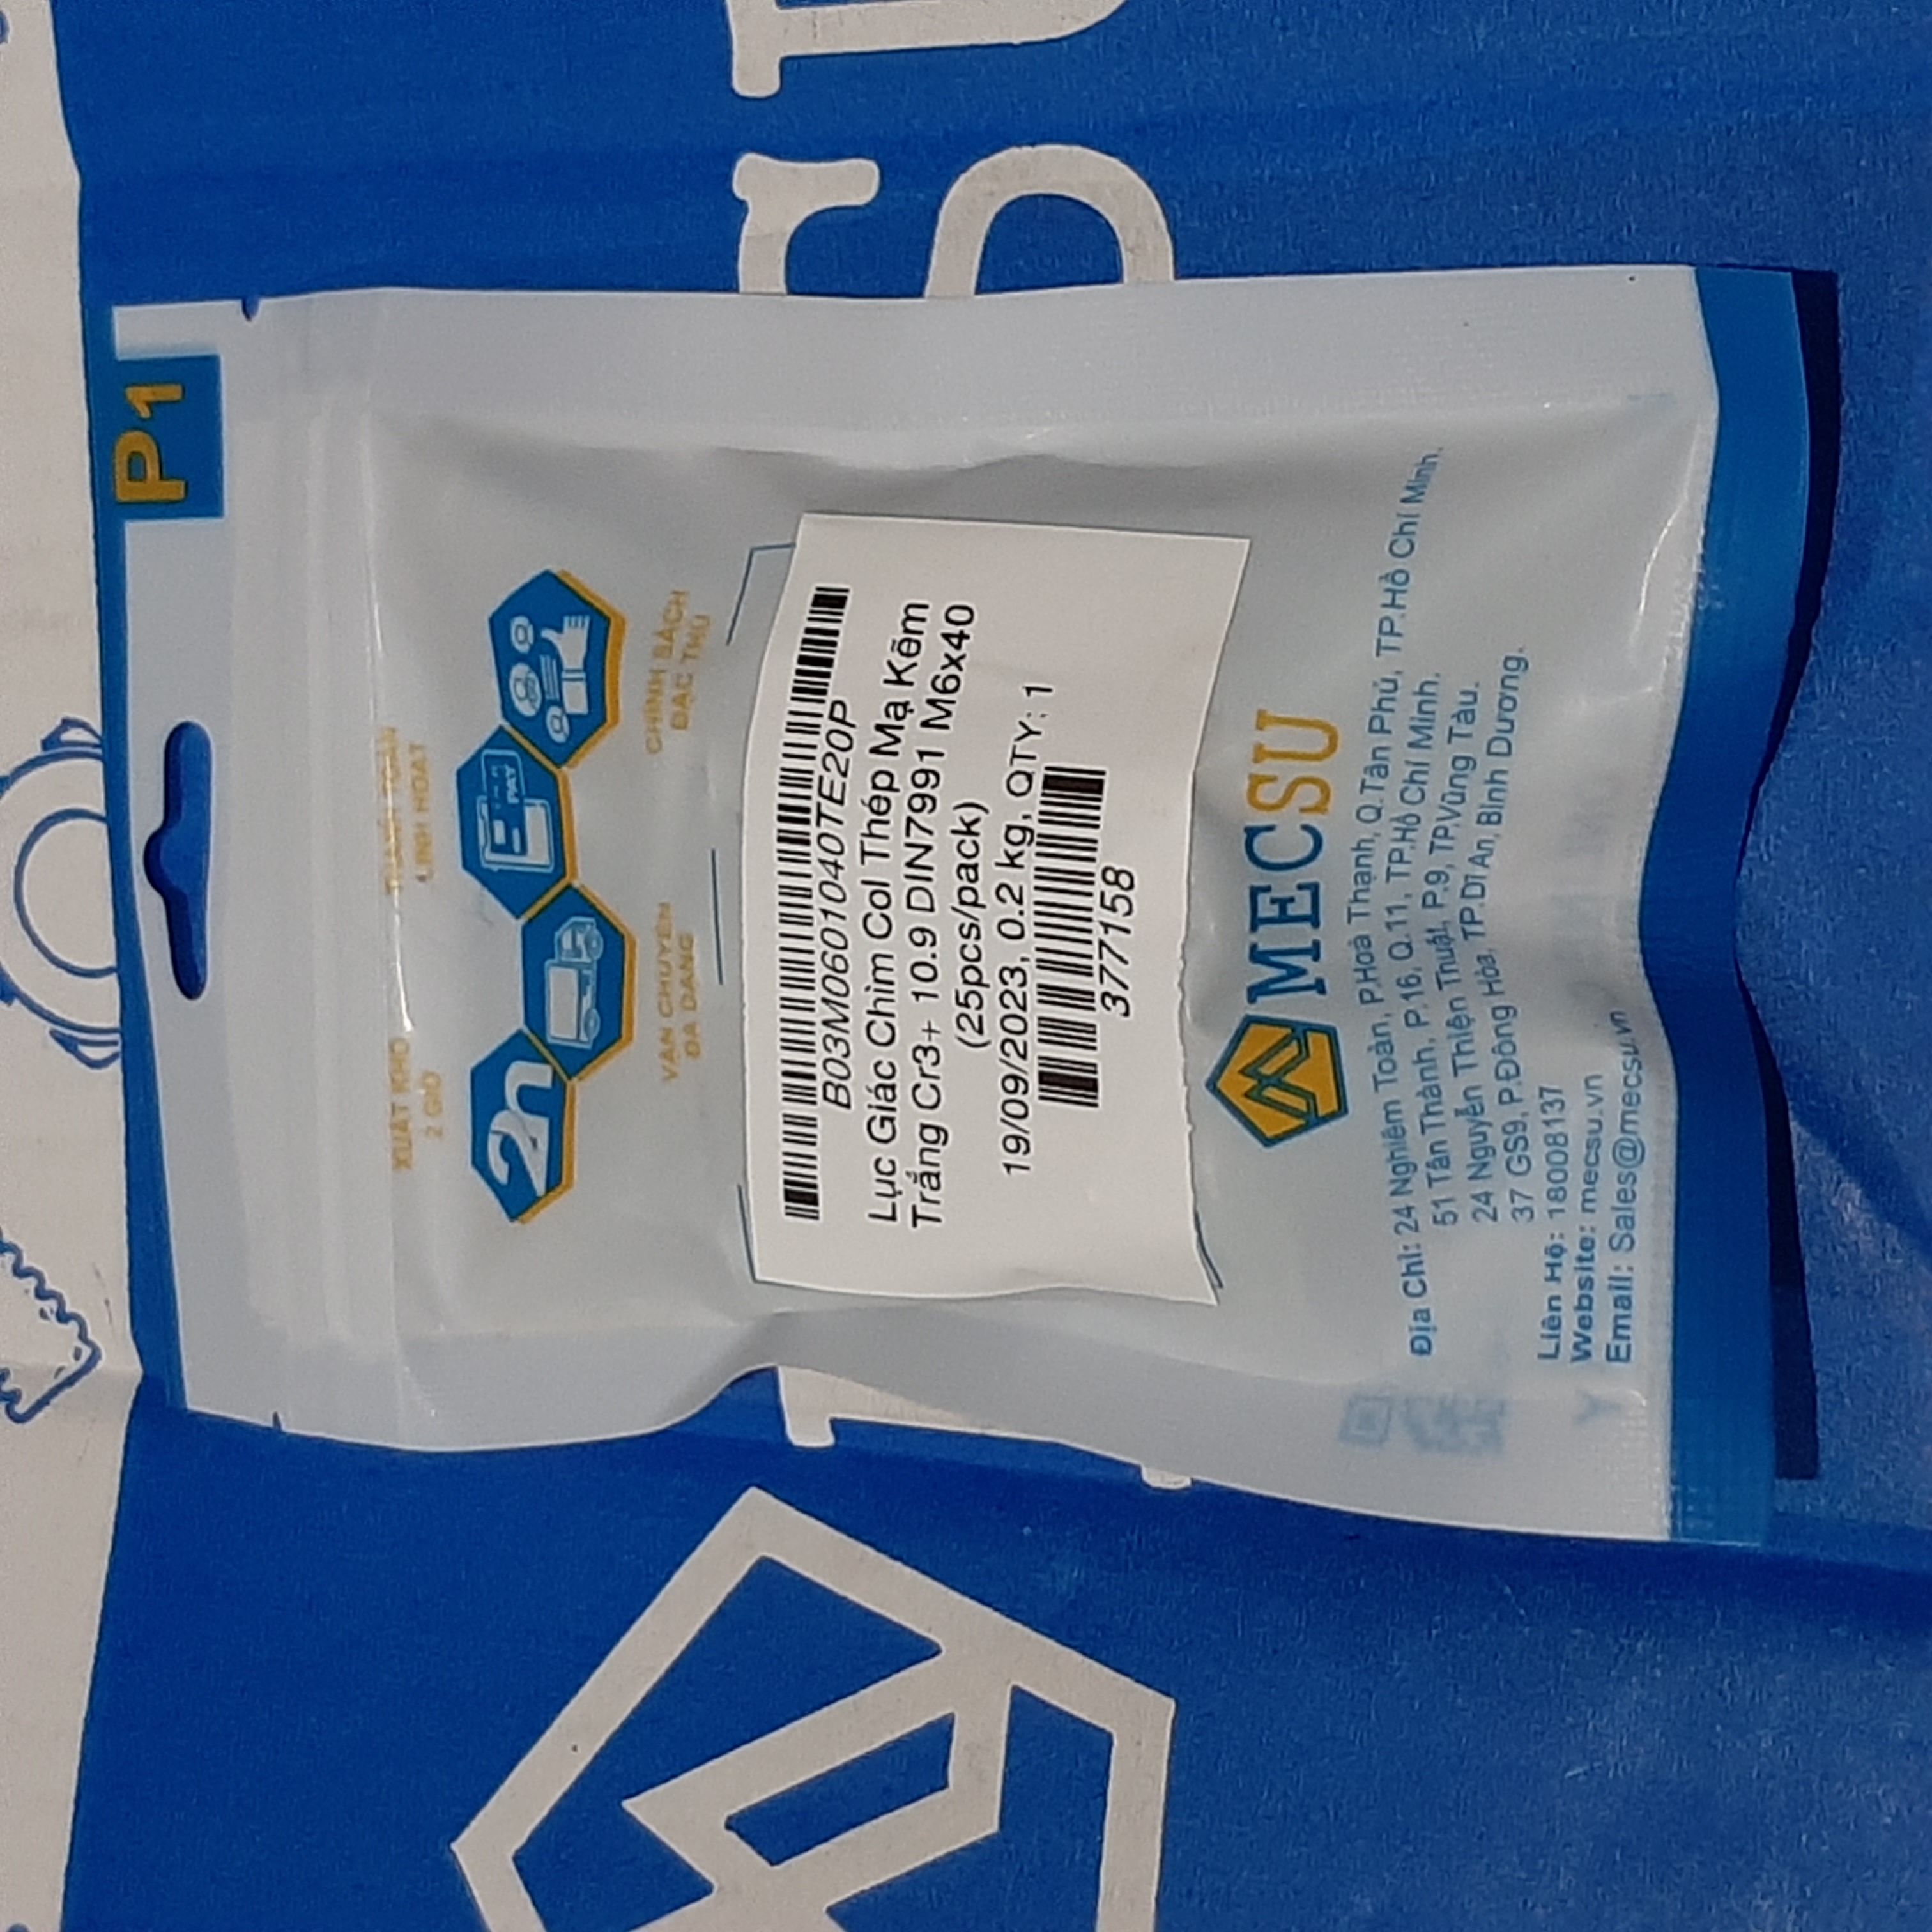 P1
XUẤT KHO
2 GIỜ
THANH TOÁN
LINH HOẠT
2h
PAY
VẬN CHUYỂN
ĐA DẠNG
CHÍNH SÁCH
ĐẶC THÙ
B03M0601040TE20P
Lục Giác Chìm Col Thép Mạ Kẽm
Trắng Cr3+ 10.9 DIN7991 M6x40
(25pcs/pack)
19/09/2023, 0.2 kg, QTY: 1
377158
MECSU
Địa Chỉ: 24 Nghiêm Toản, P.Hoà Thạnh, Q.Tân Phú, TP.Hồ Chí Minh.
51 Tân Thành, P.16, Q.11, TP.Hồ Chí Minh.
24 Nguyễn Thiện Thuật, P.9, TP.Vũng Tàu.
37 GS9, P.Đông Hòa, TP.Dĩ An, Bình Dương.
Liên Hệ: 18008137
Website: mecsu.vn
Email: Sales@mecsu.vn